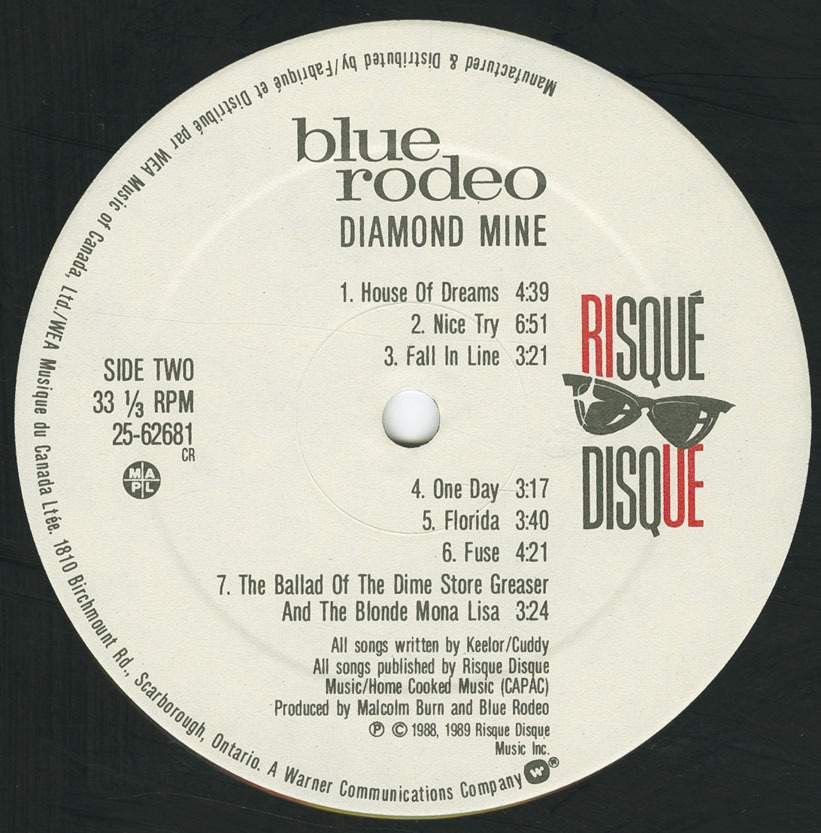 Manufactured & Distributed by/Fabriqué et Distribué par WEA Music of Canada, Ltd./WEA Musique du Canada Ltée. 1810 Birchmount Rd., Scarborough, Ontario. A Warner Communications Company W®
blue
rodeo
DIAMOND MINE
1. House Of Dreams 4:39
2. Nice Try 6:51
3. Fall In Line 3:21
SIDE TWO
33 ⅓ RPM
25-62681
CR
MAPL
RISQUÉ
DISQUE
4. One Day 3:17
5. Florida 3:40
6. Fuse 4:21
7. The Ballad Of The Dime Store Greaser
And The Blonde Mona Lisa 3:24
All songs written by Keelor/Cuddy
All songs published by Risque Disque
Music/Home Cooked Music (CAPAC)
Produced by Malcolm Burn and Blue Rodeo
℗ © 1988, 1989 Risque Disque
Music Inc.